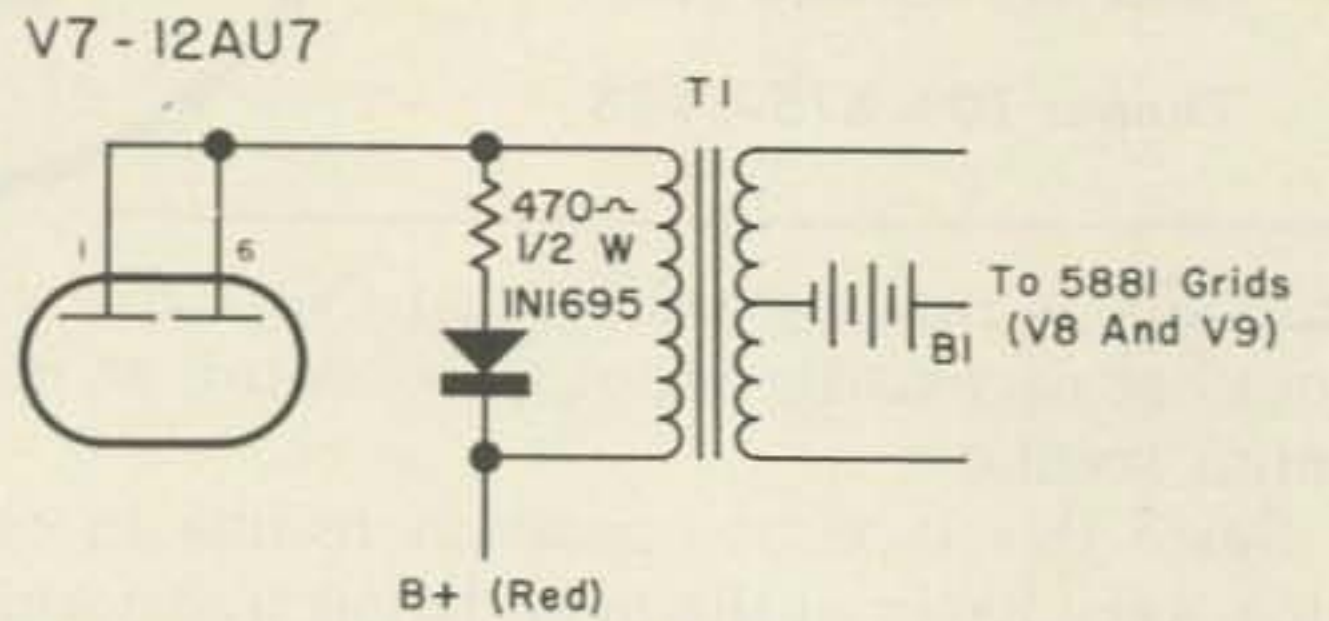 V7 - 12AU7
T1
1
6
470~
1/2 W
1N1695
To 5881 Grids
(V8 And V9)
B1
B+ (Red)